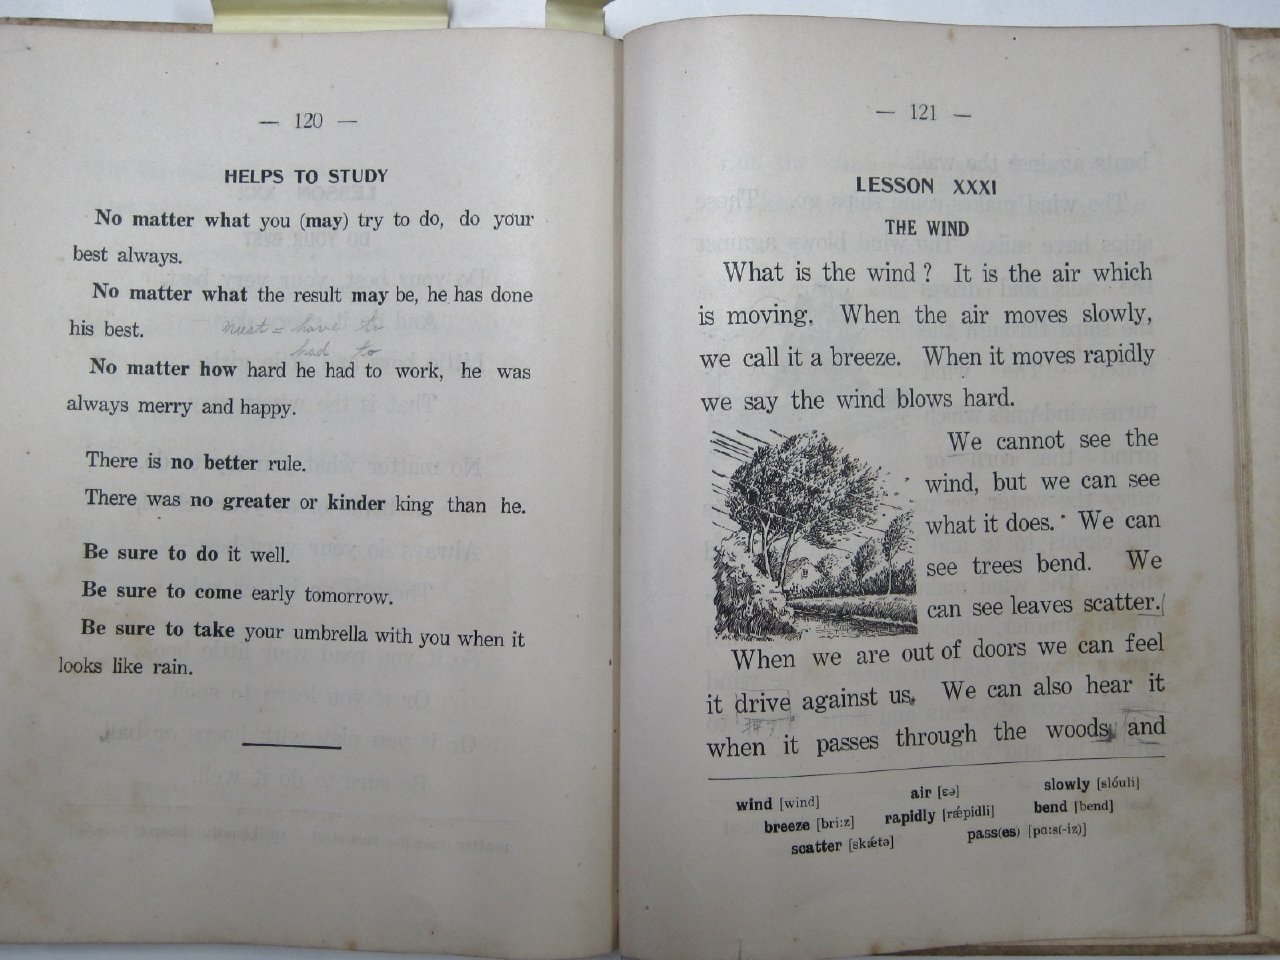 — 120 —
HELPS TO STUDY
No matter what you (may) try to do, do your
best always.
No matter what the result may be, he has done
his best.
must = have to
had to
No matter how hard he had to work, he was
always merry and happy.
There is no better rule.
There was no greater or kinder king than he.
Be sure to do it well.
Be sure to come early tomorrow.
Be sure to take your umbrella with you when it
looks like rain.
— 121 —
LESSON XXXI
THE WIND
What is the wind? It is the air which
is moving. When the air moves slowly,
we call it a breeze. When it moves rapidly
we say the wind blows hard.
We cannot see the
wind, but we can see
what it does. We can
see trees bend. We
can see leaves scatter.
When we are out of doors we can feel
it drive against us. We can also hear it
when it passes through the woods, and
wind [wind] air [ɛə] slowly [slóuli]
breeze [bri:z] rapidly [rǽpidli] bend [bend]
scatter [skǽtə] pass(es) [pɑ:s(-iz)]